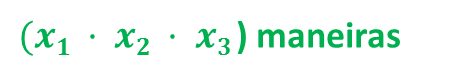 (x₁ · x₂ · x₃) maneiras